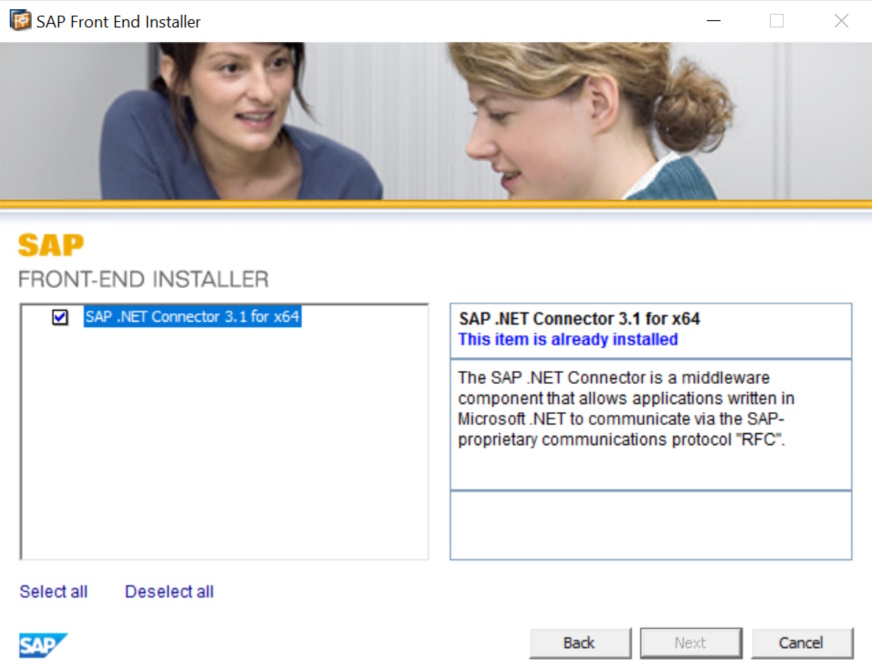 SAP Front End Installer
SAP
FRONT-END INSTALLER
SAP .NET Connector 3.1 for x64
SAP .NET Connector 3.1 for x64
This item is already installed
The SAP .NET Connector is a middleware
component that allows applications written in
Microsoft .NET to communicate via the SAP-
proprietary communications protocol "RFC".
Select all Deselect all
SAP
Back Next Cancel